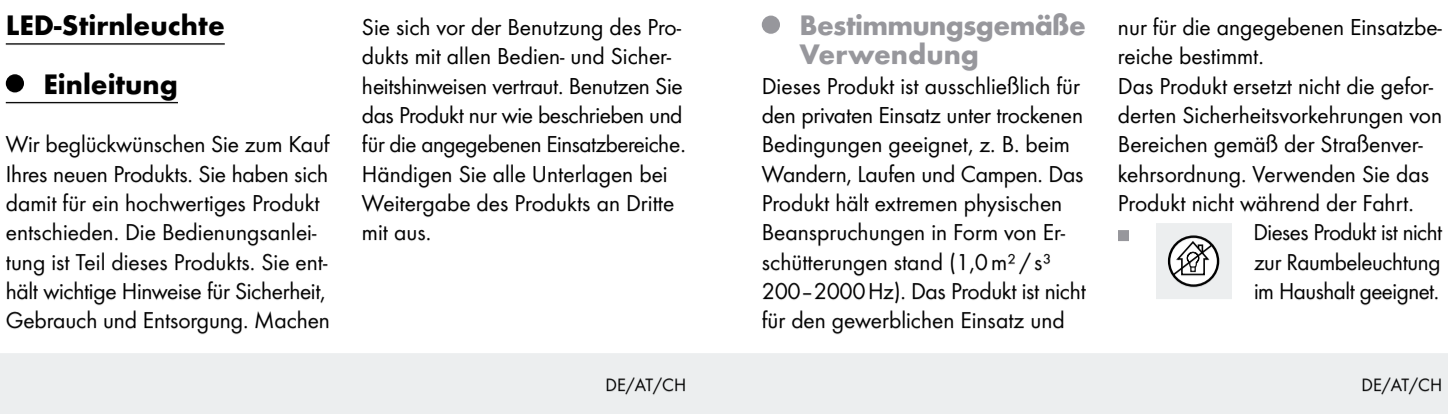 LED-Stirnleuchte
● Einleitung
Wir beglückwünschen Sie zum Kauf
Ihres neuen Produkts. Sie haben sich
damit für ein hochwertiges Produkt
entschieden. Die Bedienungsanlei-
tung ist Teil dieses Produkts. Sie ent-
hält wichtige Hinweise für Sicherheit,
Gebrauch und Entsorgung. Machen
Sie sich vor der Benutzung des Pro-
dukts mit allen Bedien- und Sicher-
heitshinweisen vertraut. Benutzen Sie
das Produkt nur wie beschrieben und
für die angegebenen Einsatzbereiche.
Händigen Sie alle Unterlagen bei
Weitergabe des Produkts an Dritte
mit aus.
DE/AT/CH
● Bestimmungsgemäße
Verwendung
Dieses Produkt ist ausschließlich für
den privaten Einsatz unter trockenen
Bedingungen geeignet, z. B. beim
Wandern, Laufen und Campen. Das
Produkt hält extremen physischen
Beanspruchungen in Form von Er-
schütterungen stand (1,0 m² / s³
200–2000 Hz). Das Produkt ist nicht
für den gewerblichen Einsatz und
nur für die angegebenen Einsatzbe-
reiche bestimmt.
Das Produkt ersetzt nicht die gefor-
derten Sicherheitsvorkehrungen von
Bereichen gemäß der Straßenver-
kehrsordnung. Verwenden Sie das
Produkt nicht während der Fahrt.
■ Dieses Produkt ist nicht
zur Raumbeleuchtung
im Haushalt geeignet.
DE/AT/CH